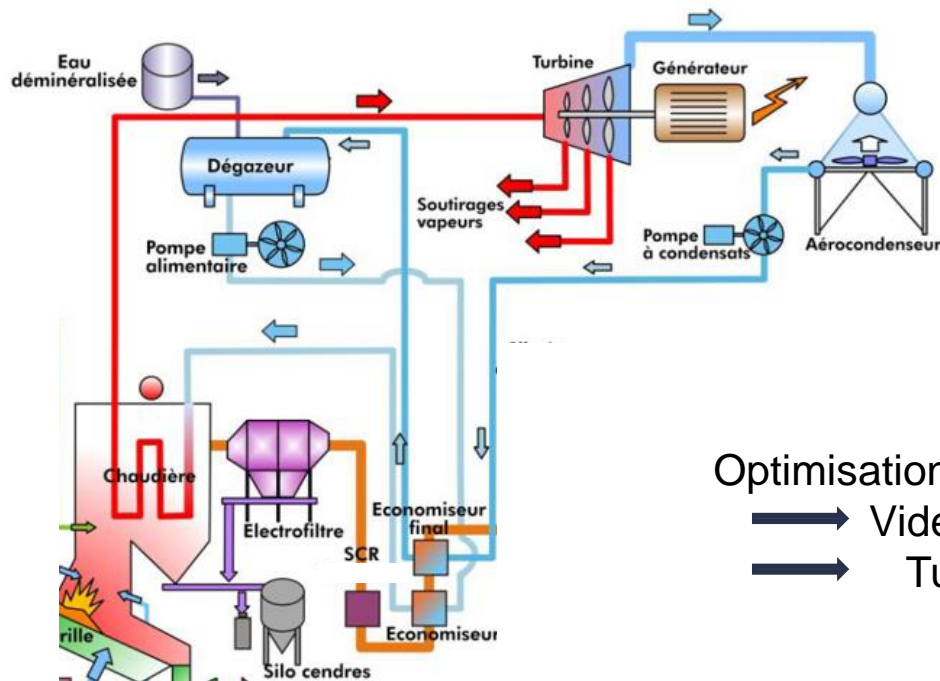 Eau
déminéralisée
Turbine
Générateur
Dégazeur
Soutirages
vapeurs
Pompe
alimentaire
Pompe
à condensats
Aérocondenseur
Chaudière
Electrofiltre
Economiseur
final
SCR
Economiseur
rille
Silo cendres
Optimisation
Vide
Tu